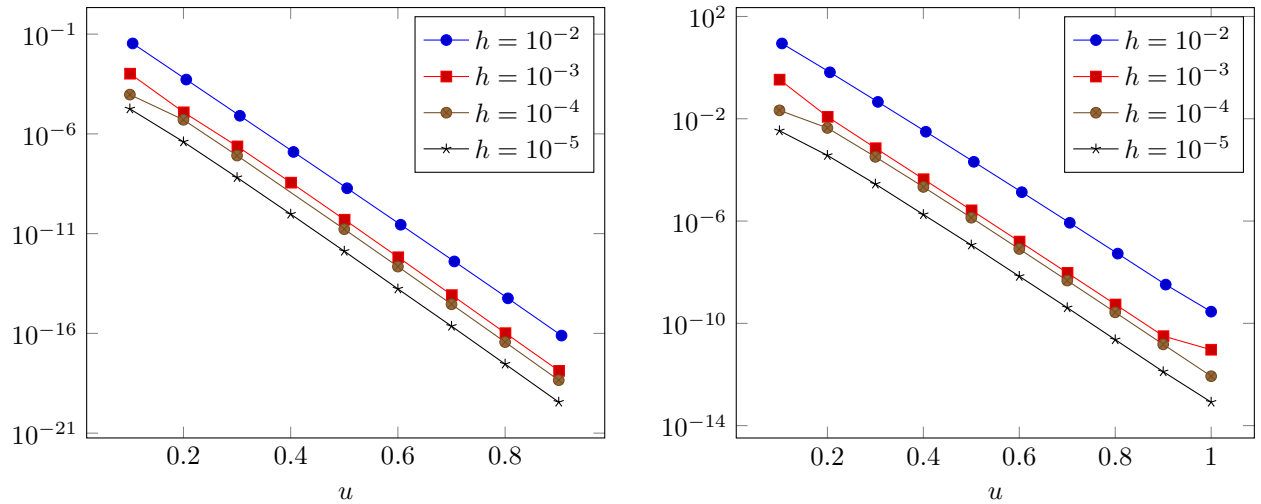 10^{-1}
10^{-6}
10^{-11}
10^{-16}
10^{-21}
0.2 0.4 0.6 0.8
u
h = 10^{-2}
h = 10^{-3}
h = 10^{-4}
h = 10^{-5}
10^{2}
10^{-2}
10^{-6}
10^{-10}
10^{-14}
0.2 0.4 0.6 0.8 1
u
h = 10^{-2}
h = 10^{-3}
h = 10^{-4}
h = 10^{-5}